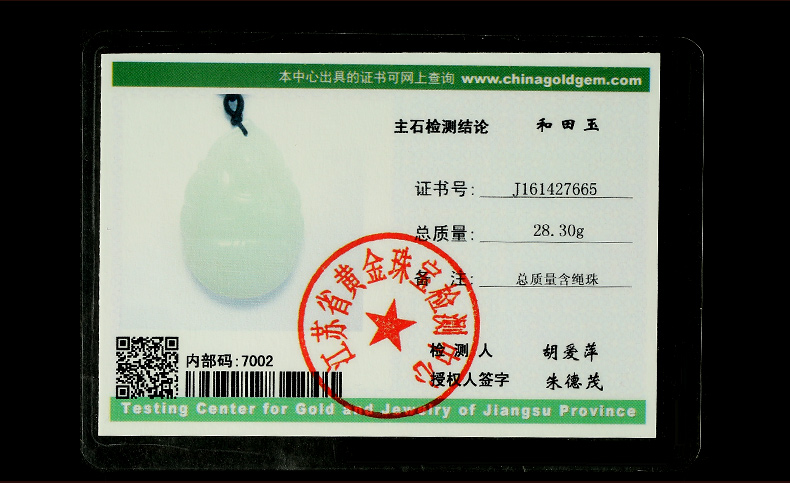 本中心出具的证书可网上查询 www.chinagoldgem.com
主石检测结论 和田玉
证书号: J161427665
总质量: 28.30g
备 注: 总质量含绳珠
江苏省黄金珠宝检测中心
检 测 人 胡爱萍
授权人签字 朱德茂
内部码:7002
Testing Center for Gold and Jewelry of Jiangsu Province